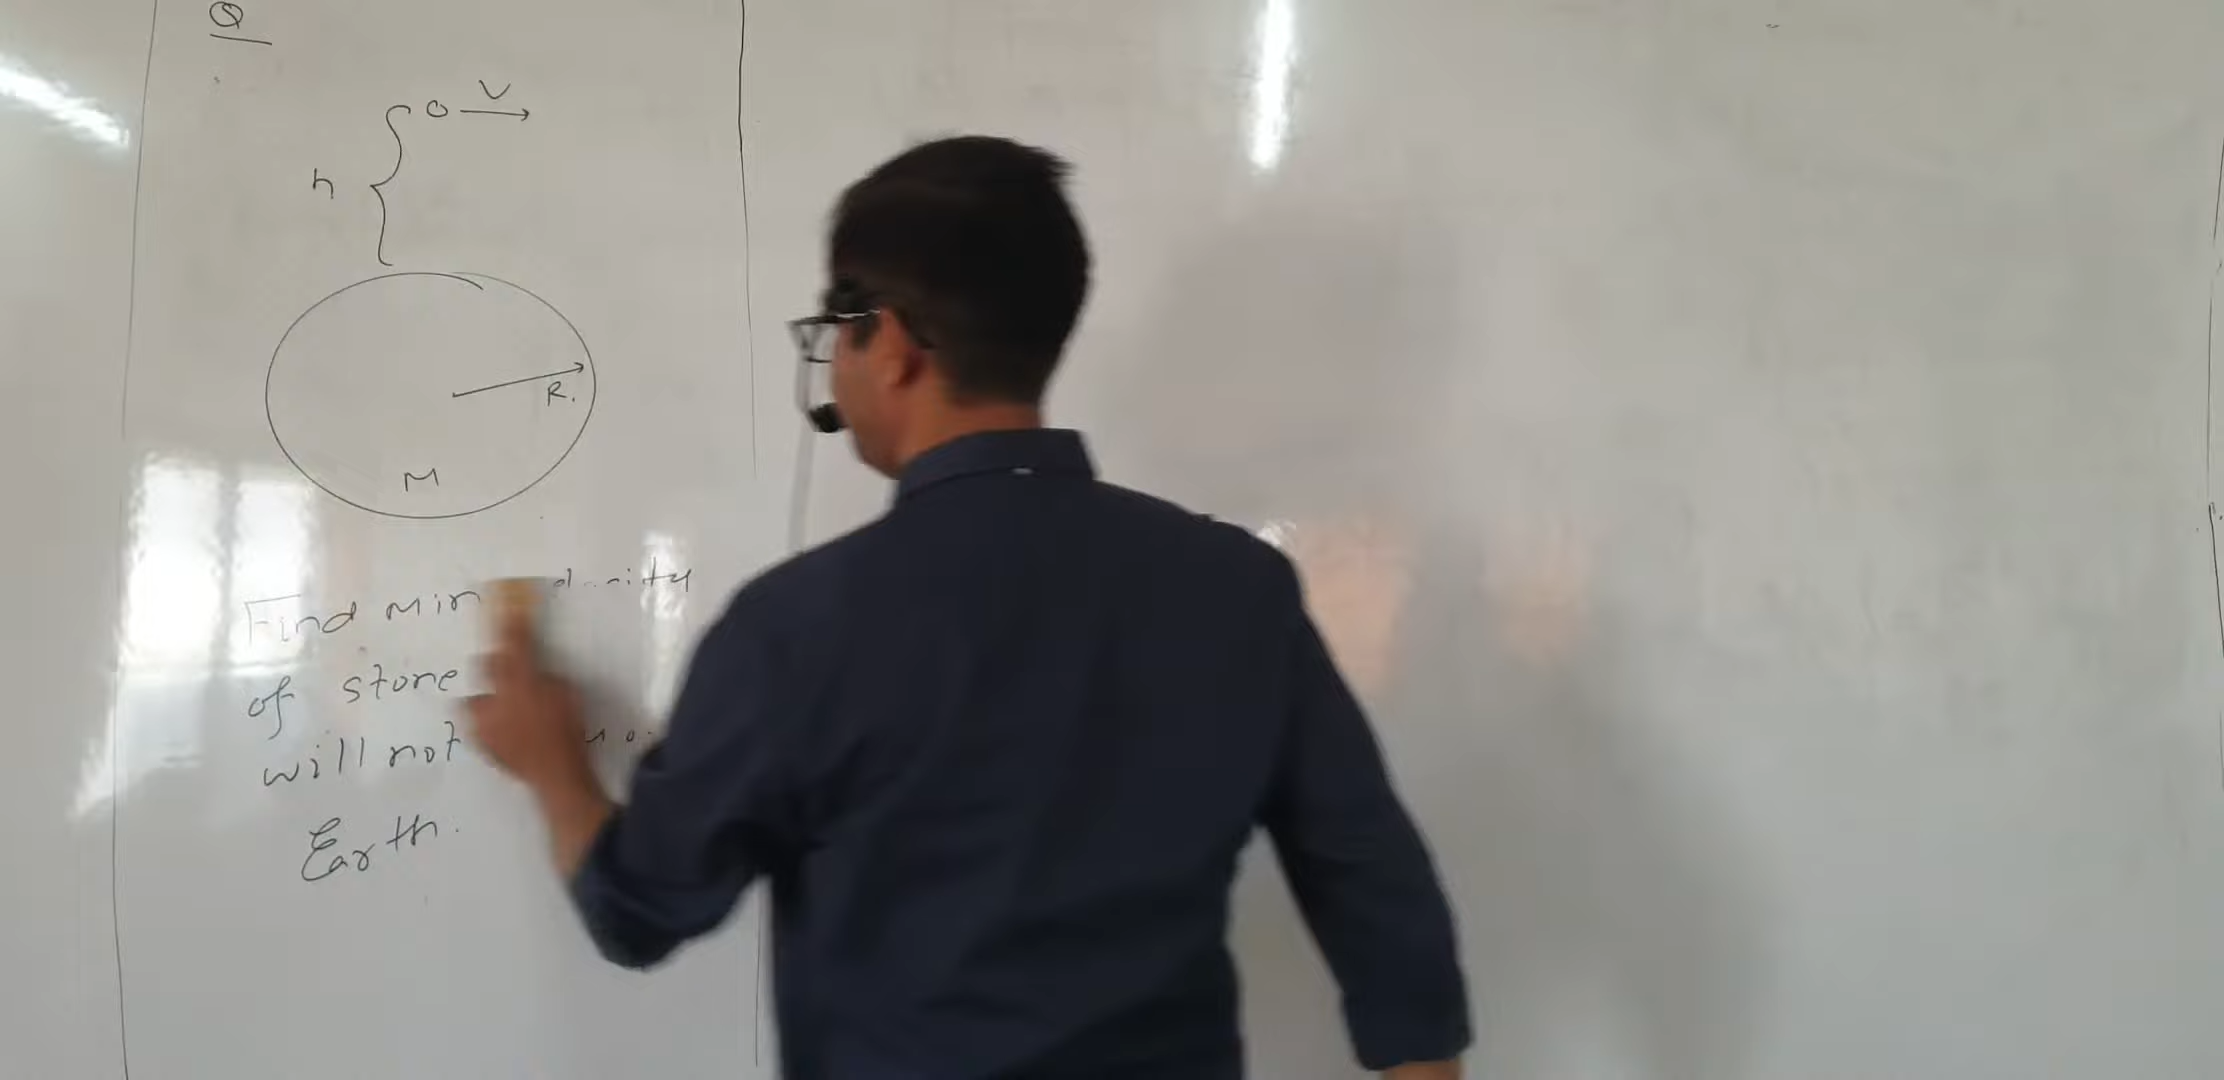 Q
V
h
R.
M
Find min
of stone
will not
Earth.